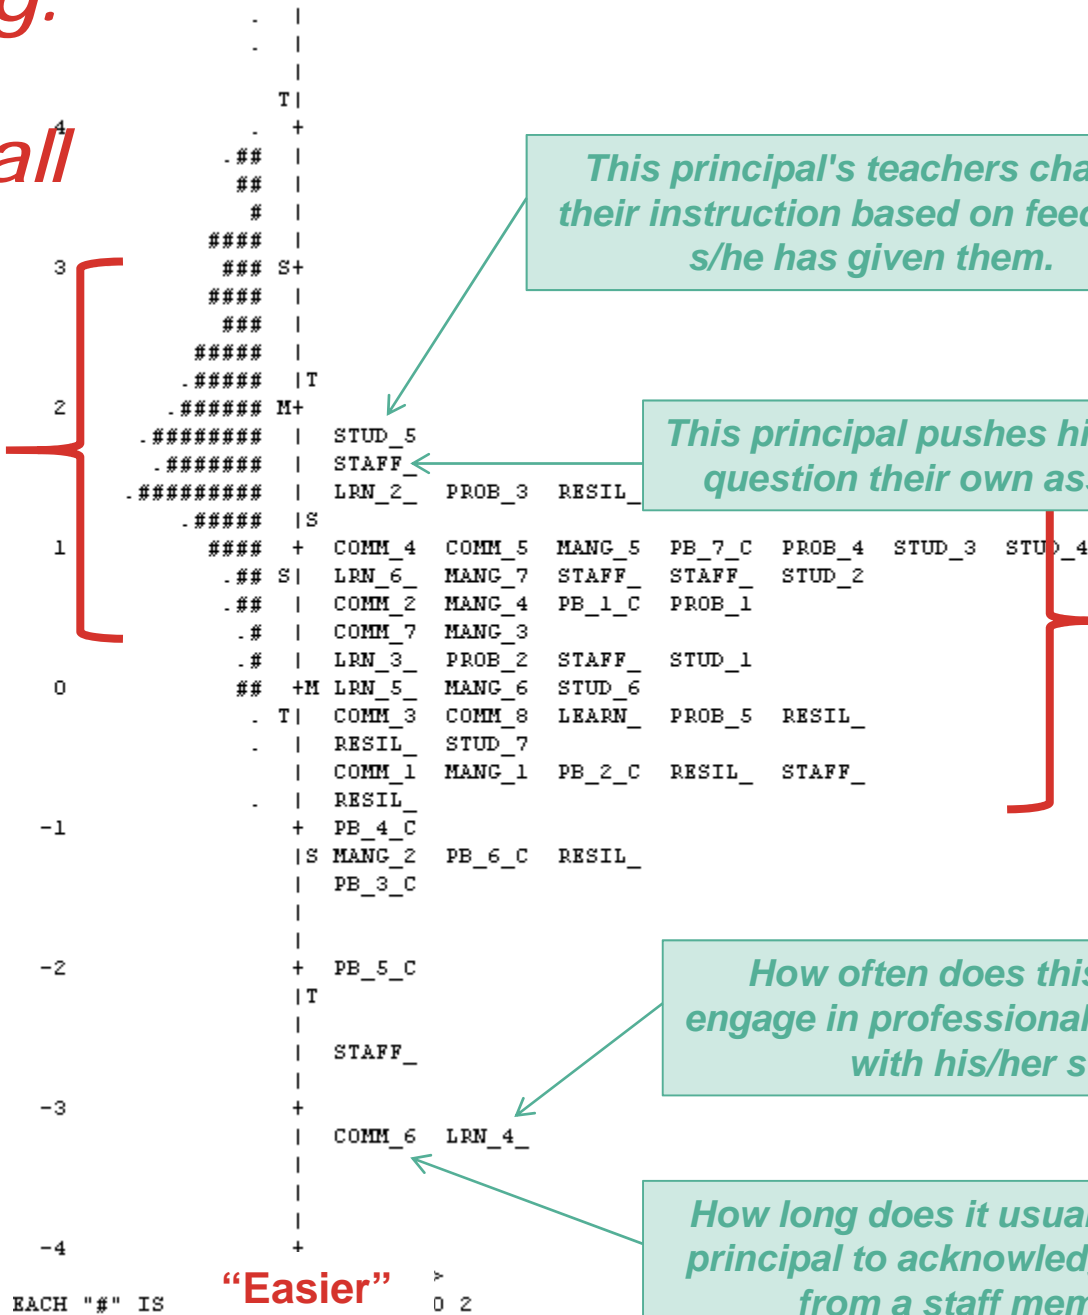 g.
. |
. |
|
T|
4 . +
all
.## |
## |
# |
#### |
3 ### S+
#### |
### |
##### |
.##### |T
2 .###### M+
.######## | STUD_5
.####### | STAFF_
.######### | LRN_2_ PROB_3 RESIL_
.##### |S
1 #### + COMM_4 COMM_5 MANG_5 PB_7_C PROB_4 STUD_3 STUD_4
.## S| LRN_6_ MANG_7 STAFF_ STAFF_ STUD_2
.## | COMM_2 MANG_4 PB_1_C PROB_1
.# | COMM_7 MANG_3
.# | LRN_3_ PROB_2 STAFF_ STUD_1
0 ## +M LRN_5_ MANG_6 STUD_6
. T| COMM_3 COMM_8 LEARN_ PROB_5 RESIL_
. | RESIL_ STUD_7
| COMM_1 MANG_1 PB_2_C RESIL_ STAFF_
. | RESIL_
-1 + PB_4_C
|S MANG_2 PB_6_C RESIL_
| PB_3_C
|
|
-2 + PB_5_C
|T
|
| STAFF_
|
-3 +
| COMM_6 LRN_4_
|
|
|
-4 +
>
EACH "#" IS “Easier” 0 2
This principal's teachers cha
their instruction based on feed
s/he has given them.
This principal pushes hi
question their own as
How often does this
engage in professional
with his/her s
How long does it usual
principal to acknowled
from a staff mem